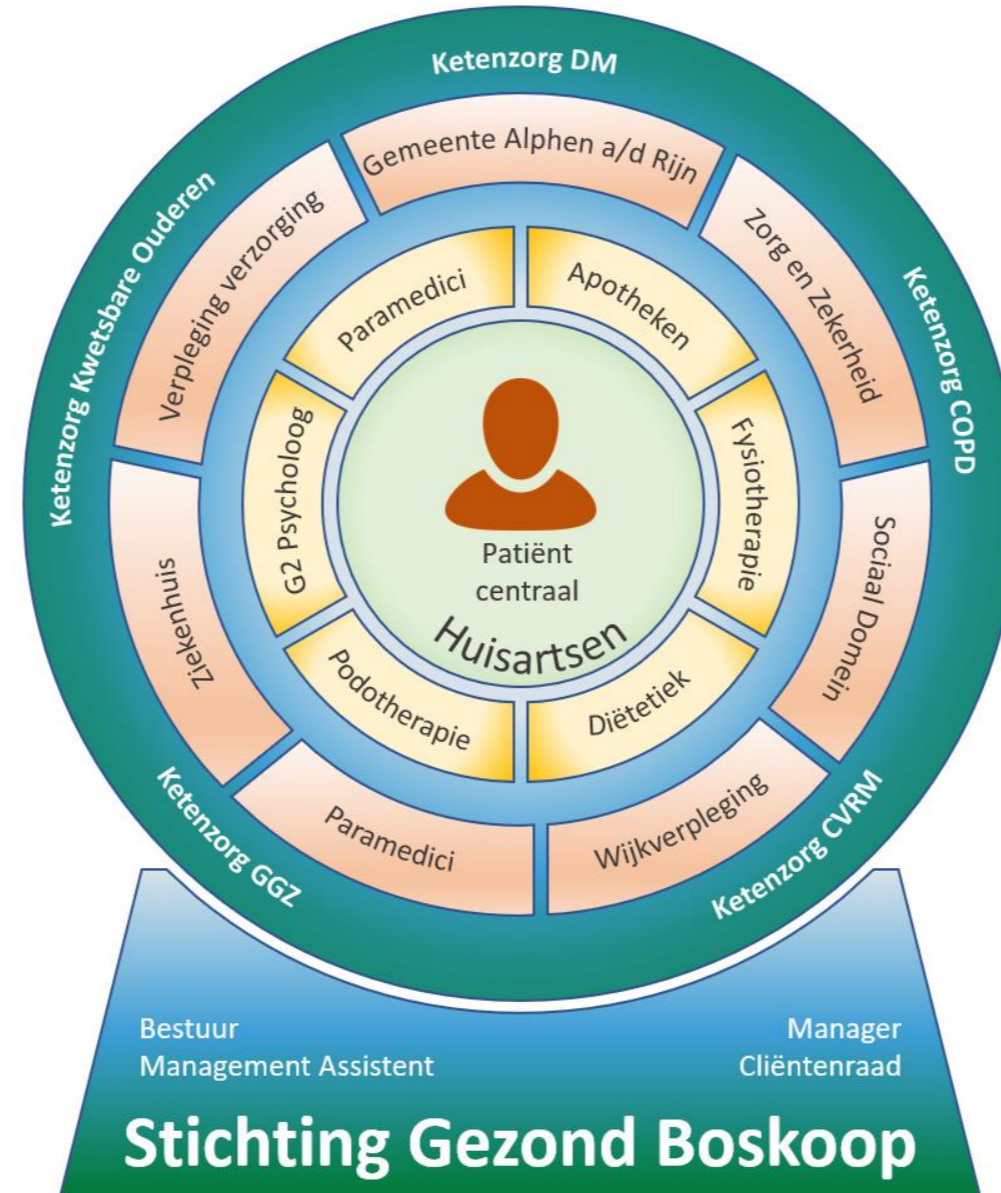 Ketenzorg DM
Ketenzorg COPD
Ketenzorg CVRM
Ketenzorg GGZ
Ketenzorg Kwetsbare Ouderen
Gemeente Alphen a/d Rijn
Zorg en Zekerheid
Sociaal Domein
Wijkverpleging
Paramedici
Ziekenhuis
Verpleging verzorging
Apotheken
Fysiotherapie
Diëtetiek
Podotherapie
G2 Psycholoog
Paramedici
Patiënt
centraal
Huisartsen
Bestuur
Management Assistent
Manager
Cliëntenraad
Stichting Gezond Boskoop